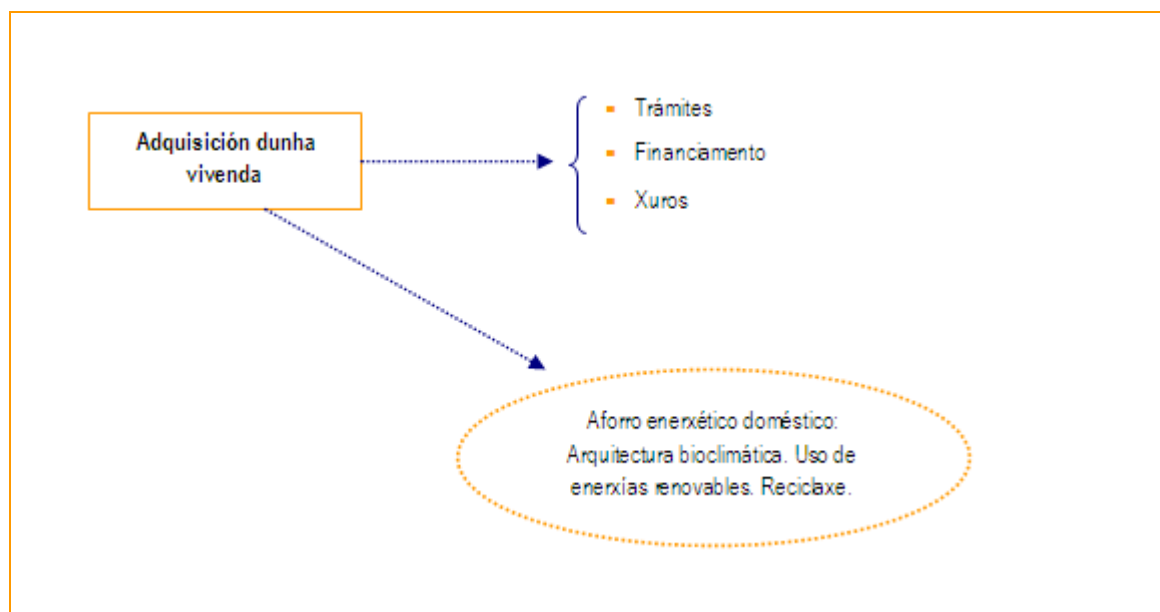 Adquisición dunha
vivenda
Trámites
Financiamento
Xuros
Aforro enerxético doméstico:
Arquitectura bioclimática. Uso de
enerxías renovables. Reciclaxe.